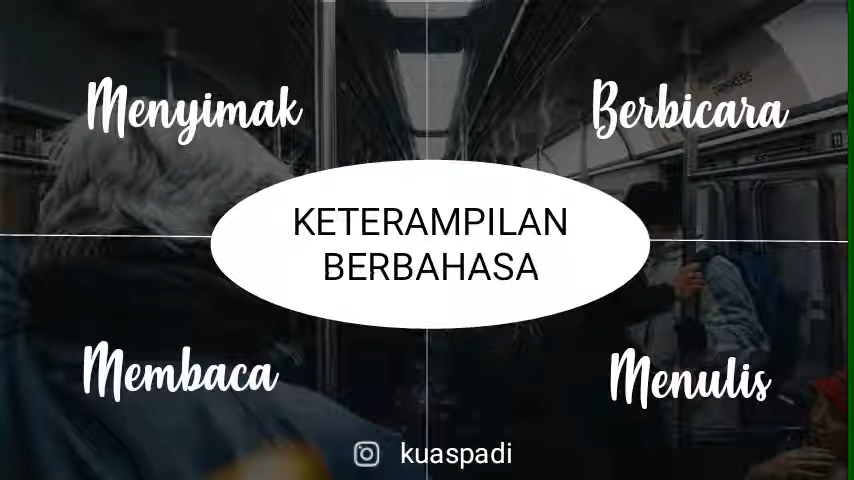 Menyimak
Berbicara
KETERAMPILAN
BERBAHASA
Membaca
Menulis
kuaspadi